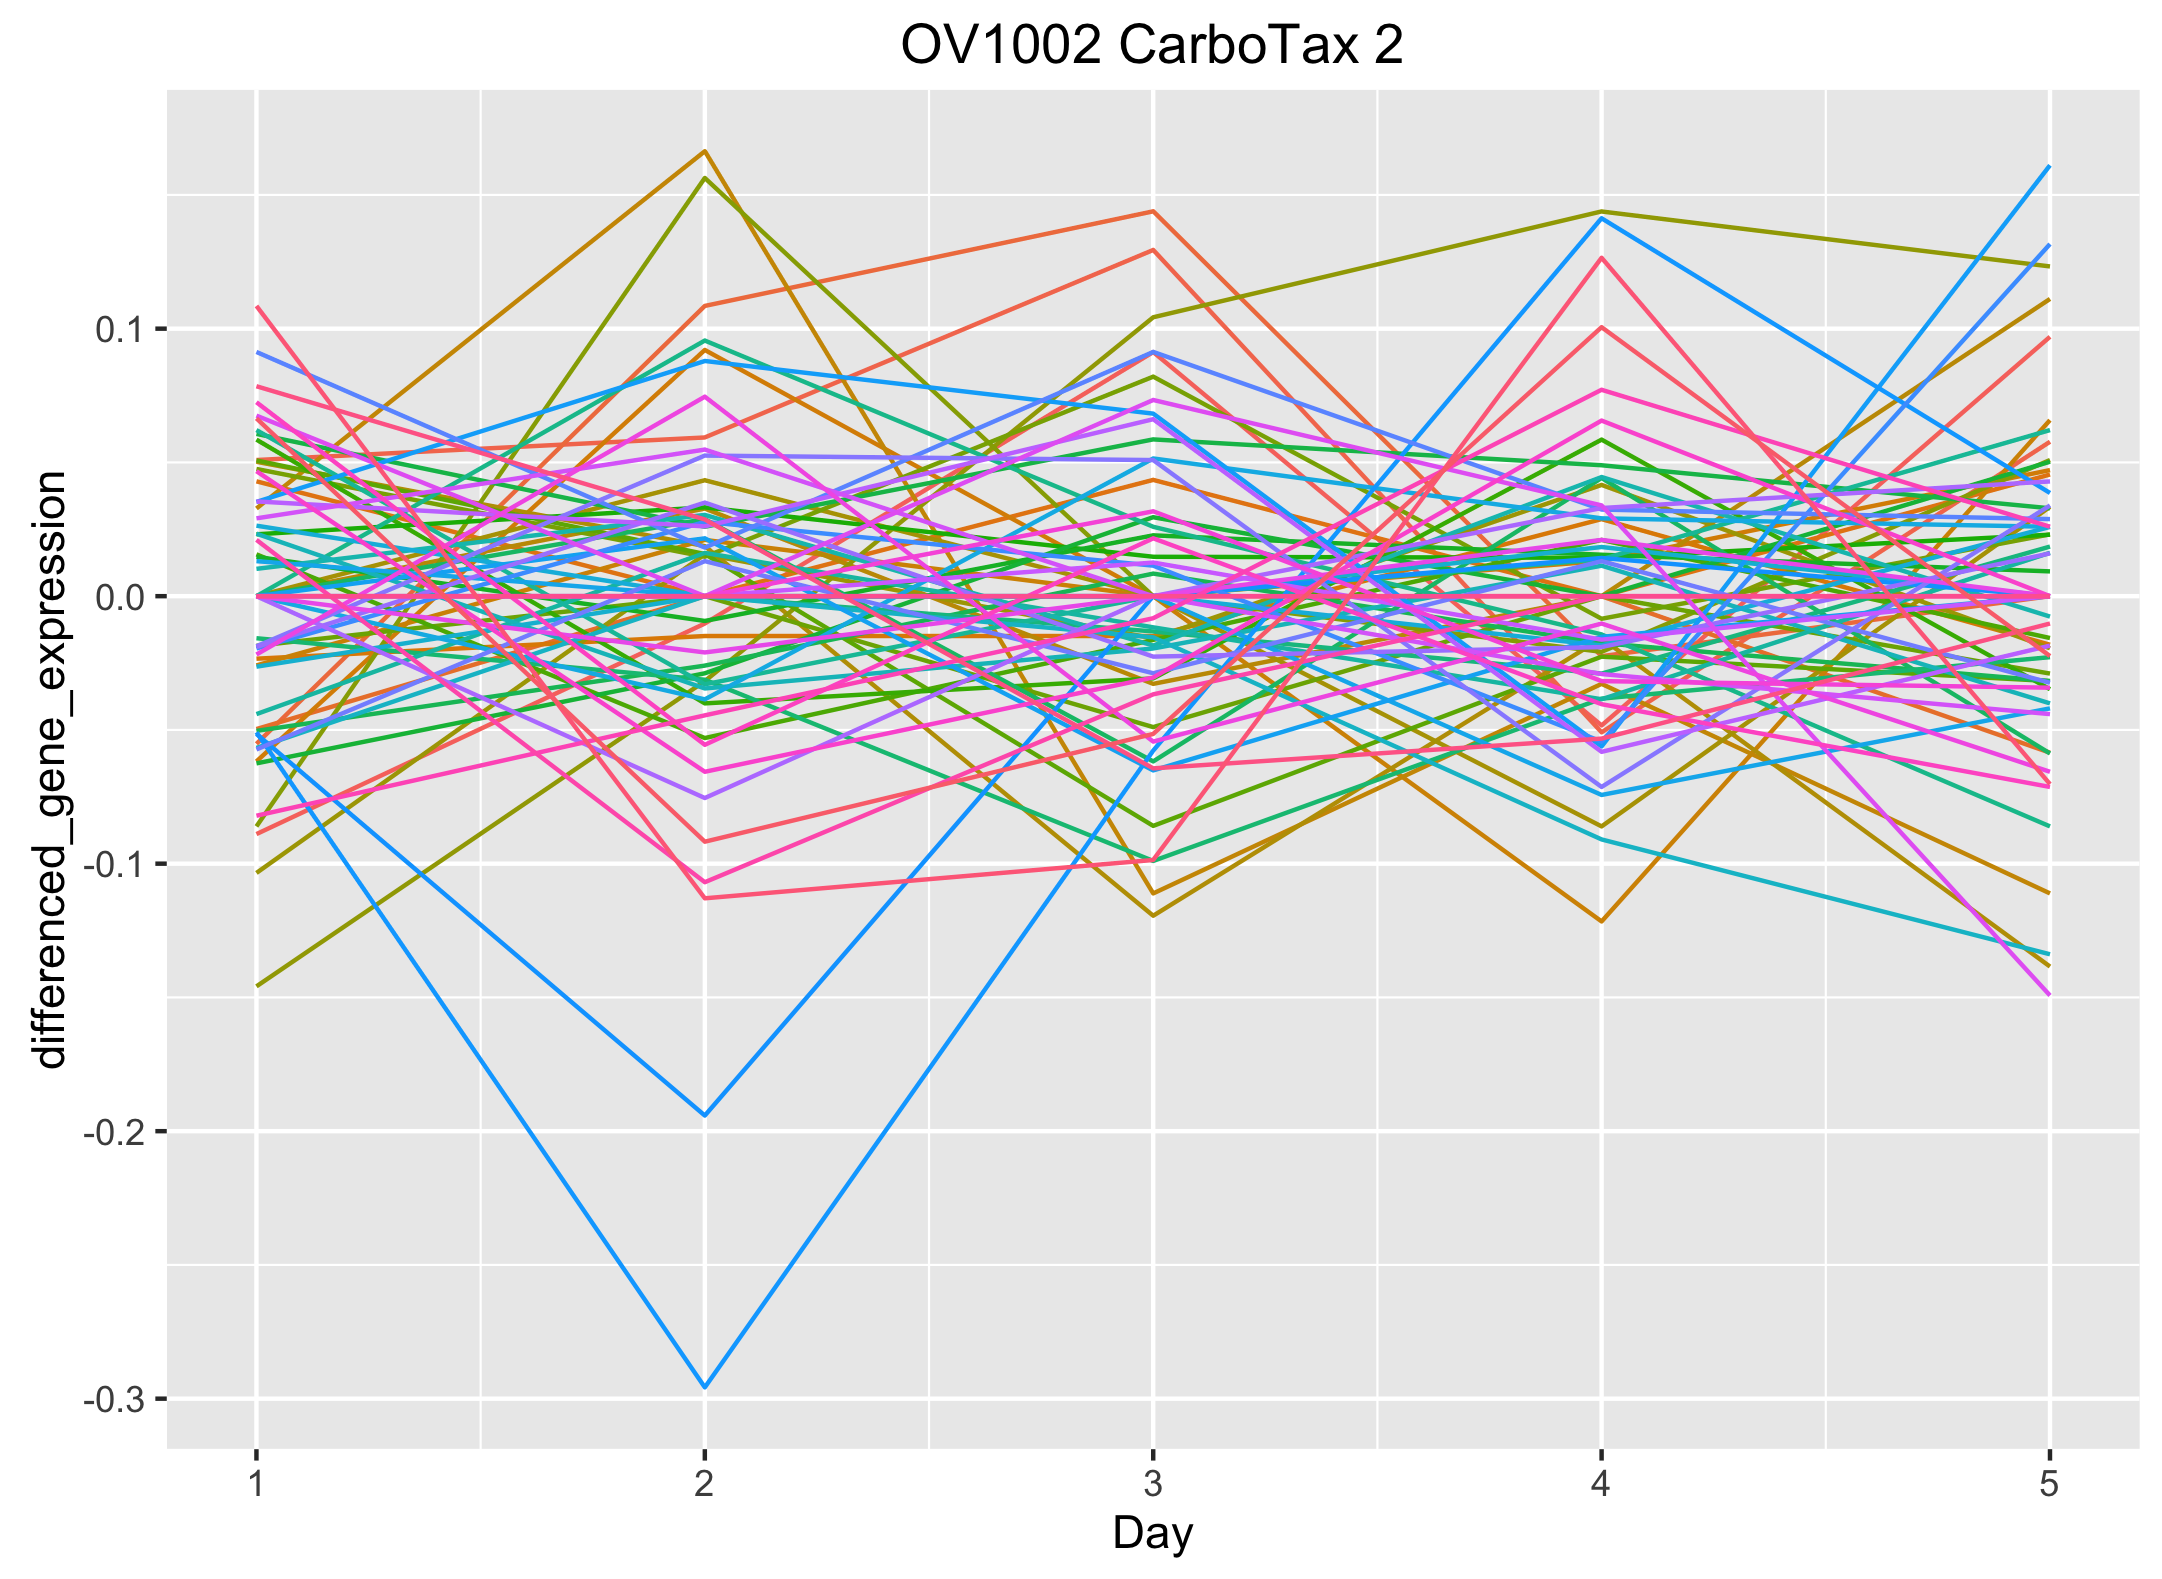 OV1002 CarboTax 2
differenced_gene_expression
0.1
0.0
-0.1
-0.2
-0.3
1 2 3 4 5
Day